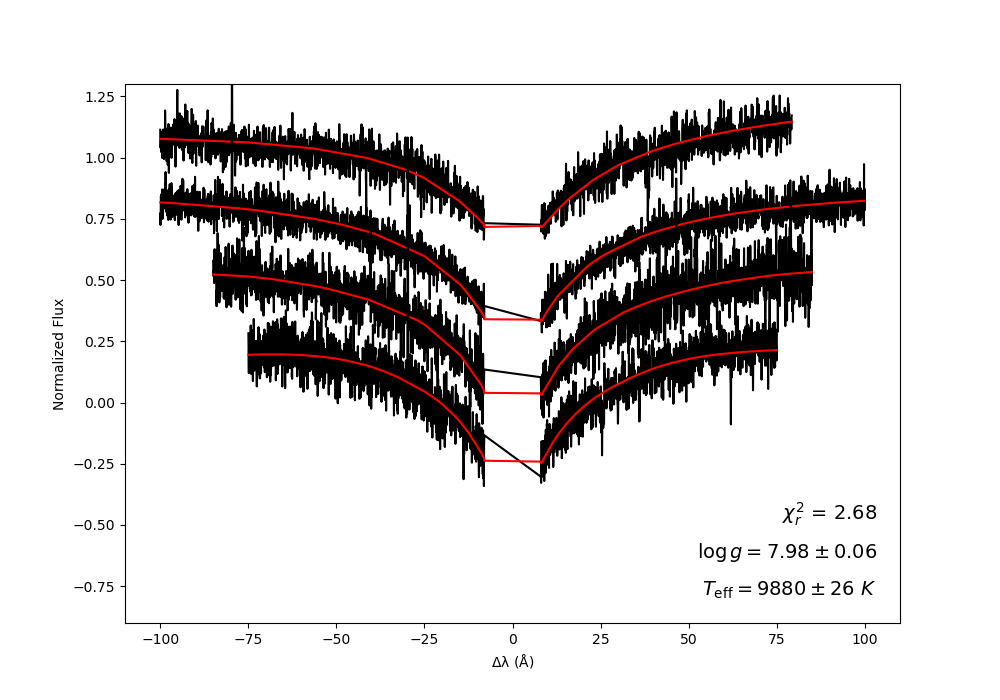 1.25
1.00
0.75
0.50
0.25
0.00
−0.25
−0.50
−0.75
Normalized Flux
χ²ᵣ = 2.68
log g = 7.98 ± 0.06
T_eff = 9880 ± 26 K
−100 −75 −50 −25 0 25 50 75 100
Δλ (Å)